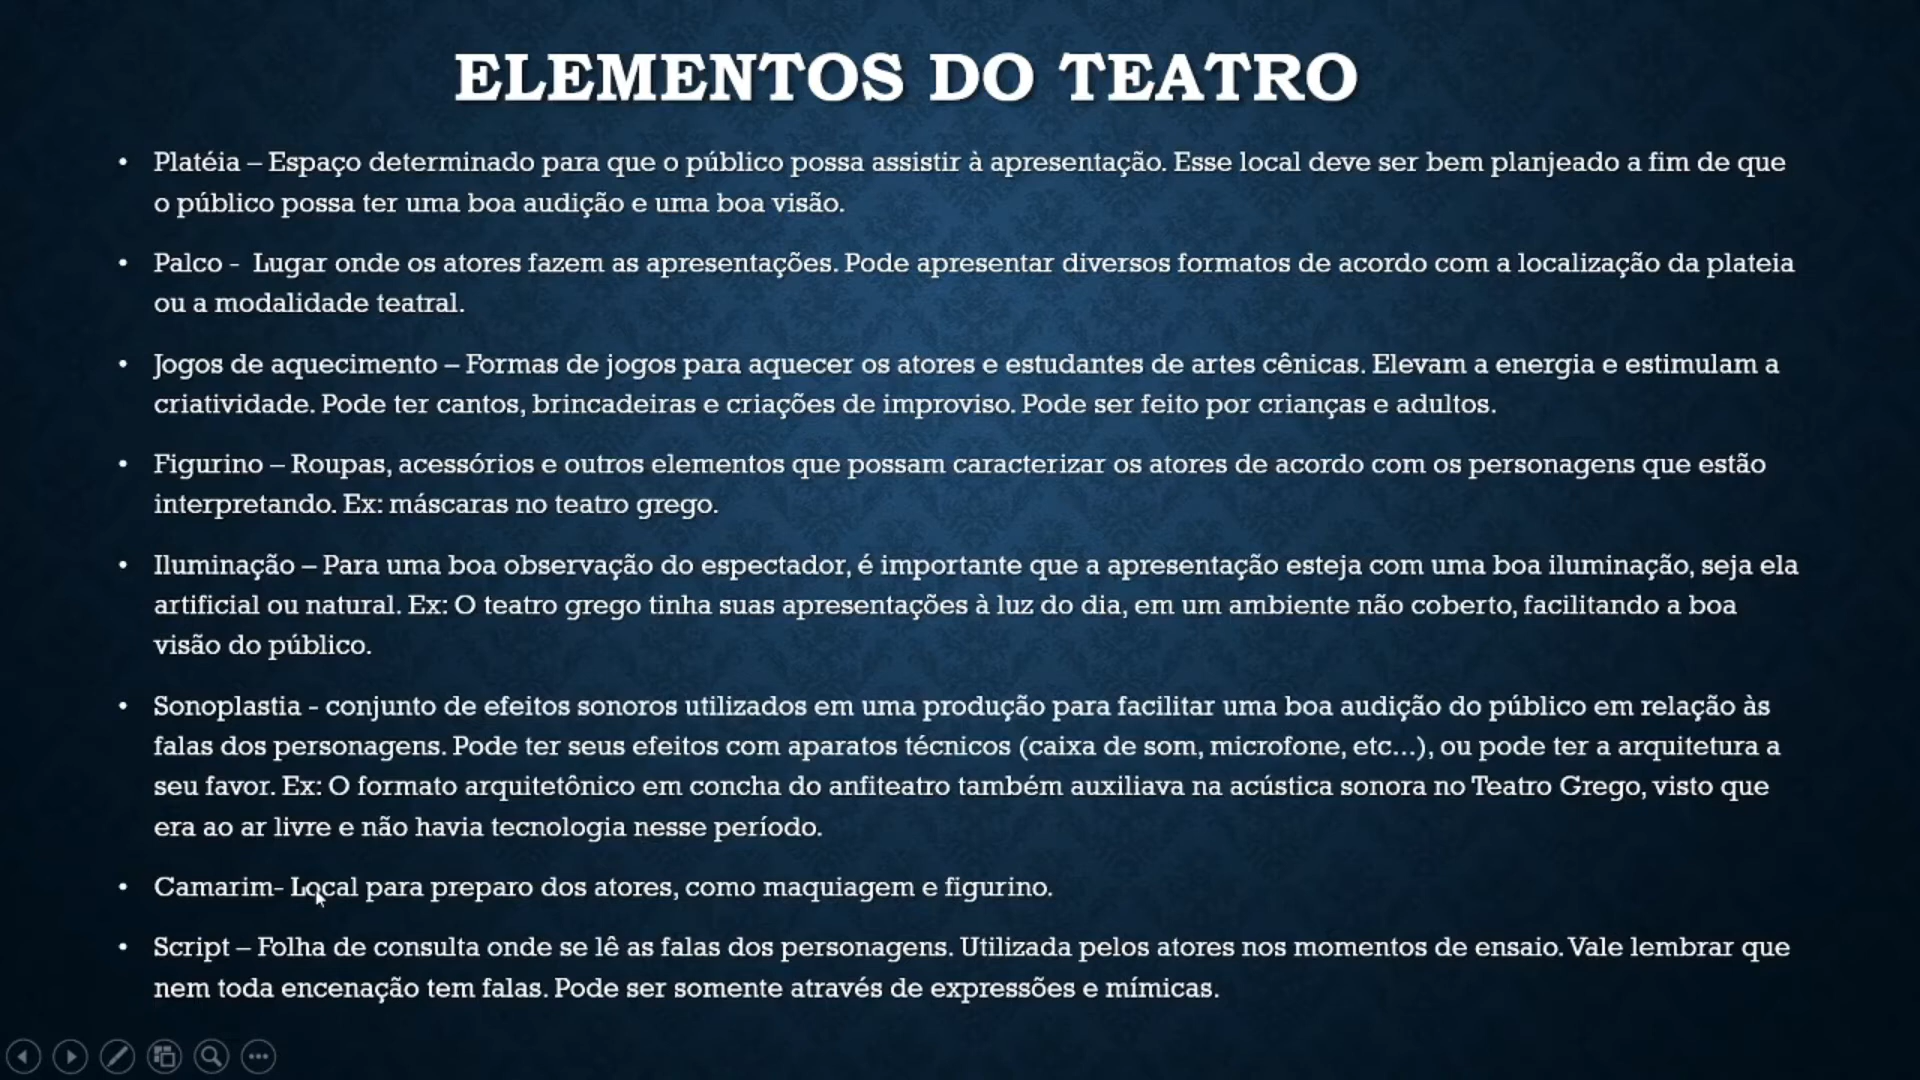 ELEMENTOS DO TEATRO
• Platéia – Espaço determinado para que o público possa assistir à apresentação. Esse local deve ser bem planjeado a fim de que
o público possa ter uma boa audição e uma boa visão.
• Palco - Lugar onde os atores fazem as apresentações. Pode apresentar diversos formatos de acordo com a localização da plateia
ou a modalidade teatral.
• Jogos de aquecimento – Formas de jogos para aquecer os atores e estudantes de artes cênicas. Elevam a energia e estimulam a
criatividade. Pode ter cantos, brincadeiras e criações de improviso. Pode ser feito por crianças e adultos.
• Figurino – Roupas, acessórios e outros elementos que possam caracterizar os atores de acordo com os personagens que estão
interpretando. Ex: máscaras no teatro grego.
• Iluminação – Para uma boa observação do espectador, é importante que a apresentação esteja com uma boa iluminação, seja ela
artificial ou natural. Ex: O teatro grego tinha suas apresentações à luz do dia, em um ambiente não coberto, facilitando a boa
visão do público.
• Sonoplastia - conjunto de efeitos sonoros utilizados em uma produção para facilitar uma boa audição do público em relação às
falas dos personagens. Pode ter seus efeitos com aparatos técnicos (caixa de som, microfone, etc...), ou pode ter a arquitetura a
seu favor. Ex: O formato arquitetônico em concha do anfiteatro também auxiliava na acústica sonora no Teatro Grego, visto que
era ao ar livre e não havia tecnologia nesse período.
• Camarim- Local para preparo dos atores, como maquiagem e figurino.
• Script – Folha de consulta onde se lê as falas dos personagens. Utilizada pelos atores nos momentos de ensaio. Vale lembrar que
nem toda encenação tem falas. Pode ser somente através de expressões e mímicas.